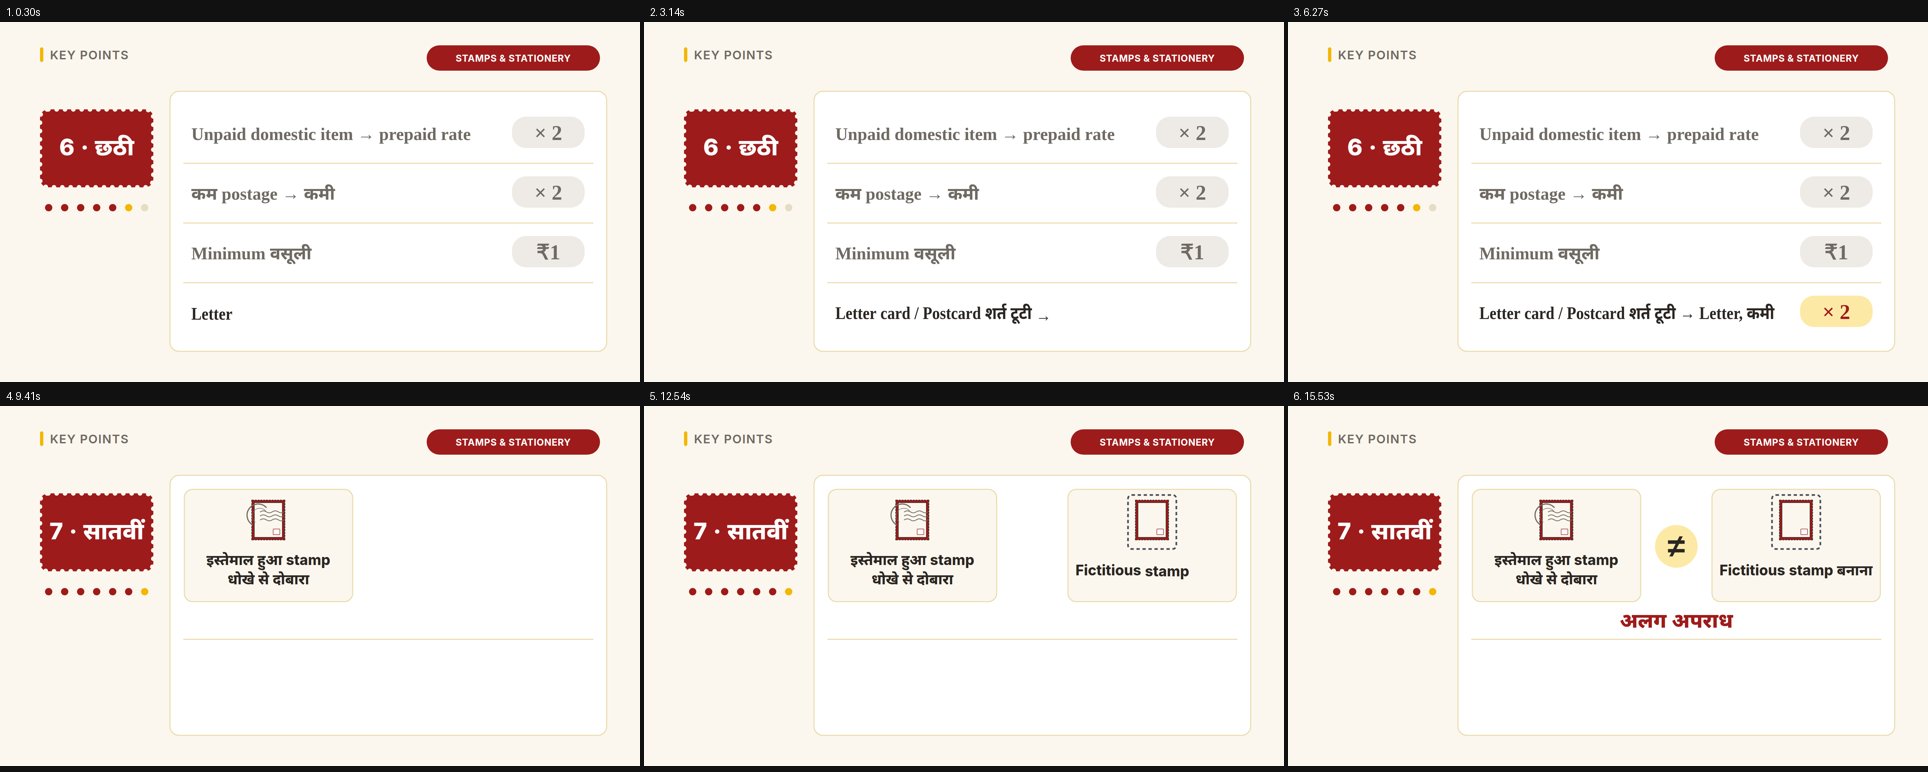 1. 0.30s
KEY POINTS
STAMPS & STATIONERY
6 · छठी
Unpaid domestic item → prepaid rate
× 2
कम postage → कमी
× 2
Minimum वसूली
₹1
Letter
2. 3.14s
KEY POINTS
STAMPS & STATIONERY
6 · छठी
Unpaid domestic item → prepaid rate
× 2
कम postage → कमी
× 2
Minimum वसूली
₹1
Letter card / Postcard शर्त टूटी →
3. 6.27s
KEY POINTS
STAMPS & STATIONERY
6 · छठी
Unpaid domestic item → prepaid rate
× 2
कम postage → कमी
× 2
Minimum वसूली
₹1
Letter card / Postcard शर्त टूटी → Letter, कमी
× 2
4. 9.41s
KEY POINTS
STAMPS & STATIONERY
7 · सातवीं
इस्तेमाल हुआ stamp
धोखे से दोबारा
5. 12.54s
KEY POINTS
STAMPS & STATIONERY
7 · सातवीं
इस्तेमाल हुआ stamp
धोखे से दोबारा
Fictitious stamp
6. 15.53s
KEY POINTS
STAMPS & STATIONERY
7 · सातवीं
इस्तेमाल हुआ stamp
धोखे से दोबारा
≠
Fictitious stamp बनाना
अलग अपराध